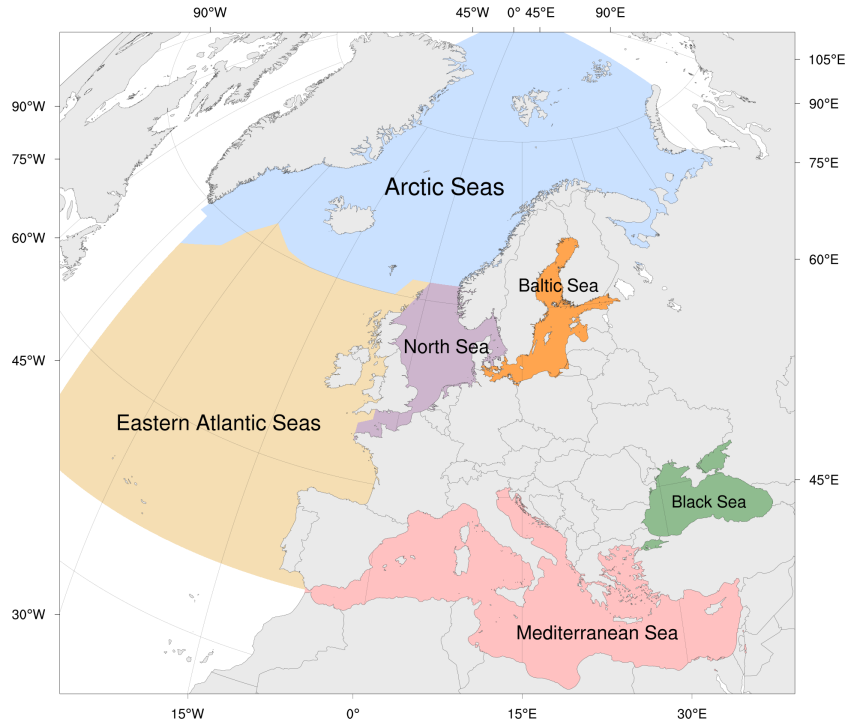 90°W 45°W 0° 45°E 90°E
105°E
90°W 90°E
75°W 75°E
Arctic Seas
60°W 60°E
Baltic Sea
North Sea
45°W
Eastern Atlantic Seas
45°E
Black Sea
30°W
Mediterranean Sea
15°W 0° 15°E 30°E